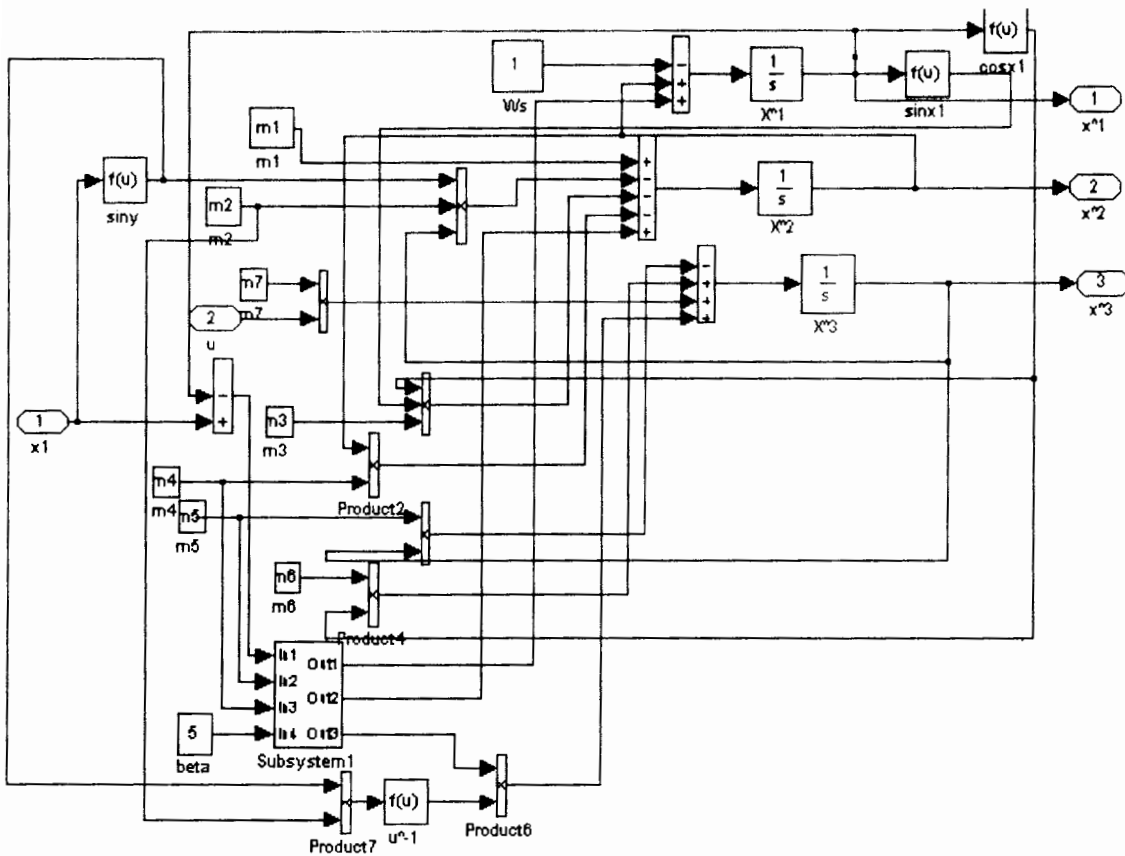 f(u)
cosx1
1
Ws
1
s
X^1
f(u)
sinx1
1
x^1
m1
m1
f(u)
siny
m2
m2
1
s
X^2
2
x^2
m7
m7
2
u
1
s
X^3
3
x^3
1
x1
m3
m3
m4
m4
Product2
m5
m5
m6
m6
Product4
In1
In2
In3
In4
Out1
Out2
Out3
Subsystem1
5
beta
f(u)
u^-1
Product7
Product6